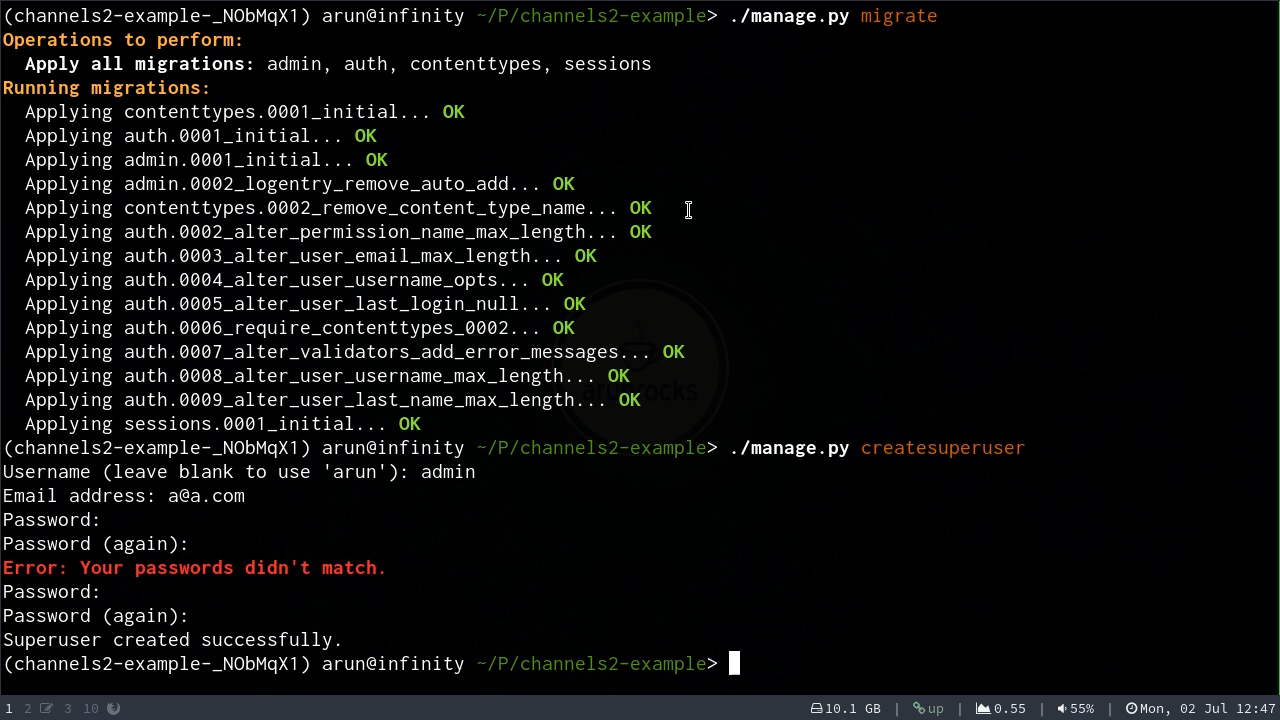 (channels2-example-_NObMqX1) arun@infinity ~/P/channels2-example> ./manage.py migrate
Operations to perform:
  Apply all migrations: admin, auth, contenttypes, sessions
Running migrations:
  Applying contenttypes.0001_initial... OK
  Applying auth.0001_initial... OK
  Applying admin.0001_initial... OK
  Applying admin.0002_logentry_remove_auto_add... OK
  Applying contenttypes.0002_remove_content_type_name... OK
  Applying auth.0002_alter_permission_name_max_length... OK
  Applying auth.0003_alter_user_email_max_length... OK
  Applying auth.0004_alter_user_username_opts... OK
  Applying auth.0005_alter_user_last_login_null... OK
  Applying auth.0006_require_contenttypes_0002... OK
  Applying auth.0007_alter_validators_add_error_messages... OK
  Applying auth.0008_alter_user_username_max_length... OK
  Applying auth.0009_alter_user_last_name_max_length... OK
  Applying sessions.0001_initial... OK
(channels2-example-_NObMqX1) arun@infinity ~/P/channels2-example> ./manage.py createsuperuser
Username (leave blank to use 'arun'): admin
Email address: a@a.com
Password:
Password (again):
Error: Your passwords didn't match.
Password:
Password (again):
Superuser created successfully.
(channels2-example-_NObMqX1) arun@infinity ~/P/channels2-example>
arunrocks
1 2 3 10 10.1 GB | up | 0.55 | 55% | Mon, 02 Jul 12:47